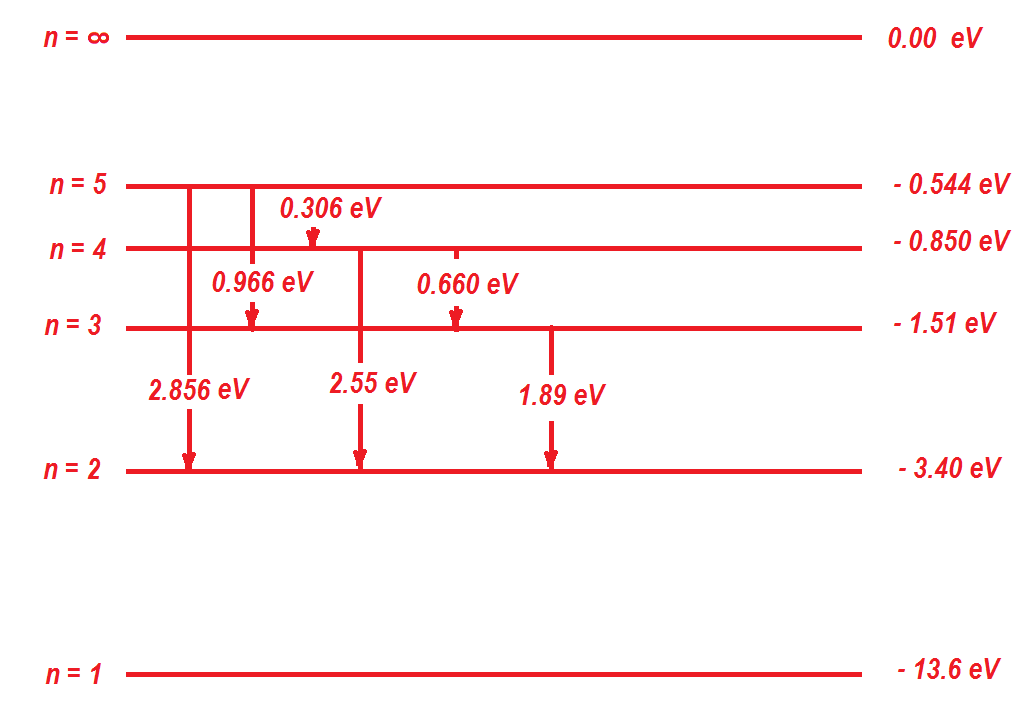 n = ∞ 0.00 eV
n = 5 - 0.544 eV
0.306 eV
n = 4 - 0.850 eV
0.966 eV 0.660 eV
n = 3 - 1.51 eV
2.856 eV 2.55 eV 1.89 eV
n = 2 - 3.40 eV
n = 1 - 13.6 eV